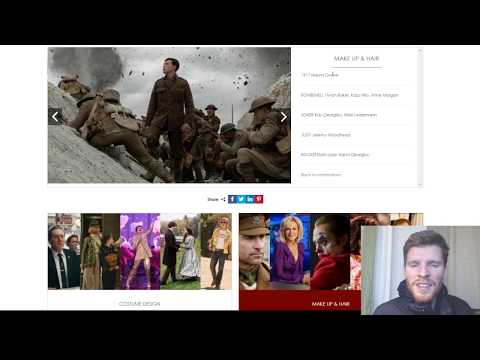 MAKE UP & HAIR
1917 Naomi Donne
BOMBSHELL Vivian Baker, Kazu Hiro, Anne Morgan
JOKER Kay Georgiou, Nicki Ledermann
JUDY Jeremy Woodhead
ROCKETMAN Lizzie Yianni Georgiou
Back to nominations
Share
COSTUME DESIGN
MAKE UP & HAIR